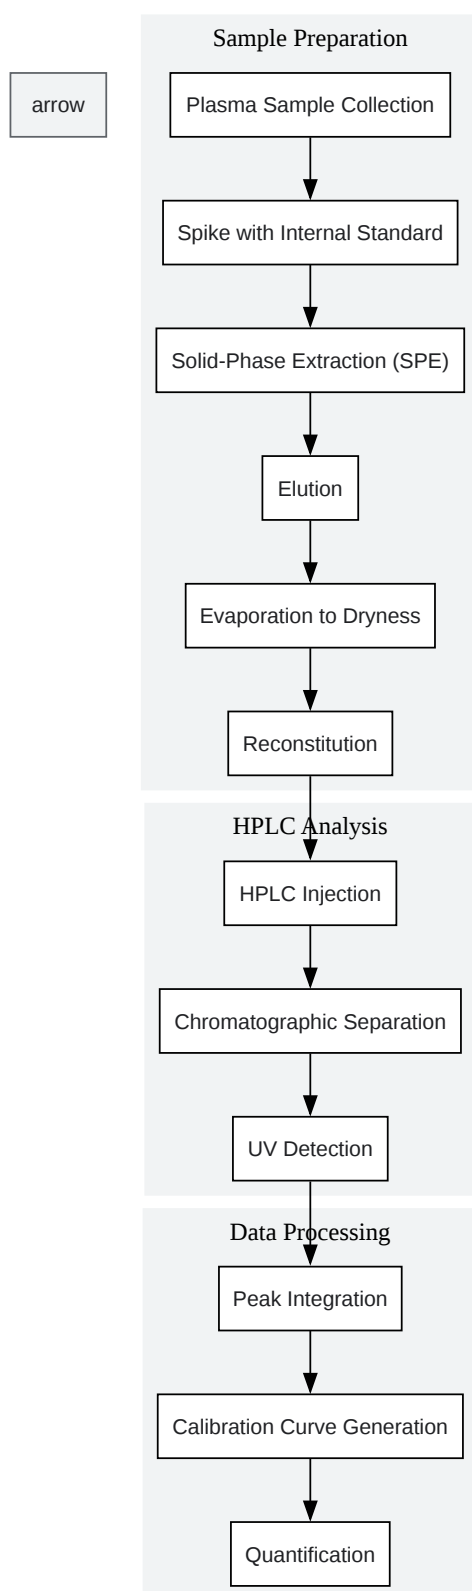 Sample Preparation
arrow
Plasma Sample Collection
Spike with Internal Standard
Solid-Phase Extraction (SPE)
Elution
Evaporation to Dryness
Reconstitution
HPLC Analysis
HPLC Injection
Chromatographic Separation
UV Detection
Data Processing
Peak Integration
Calibration Curve Generation
Quantification